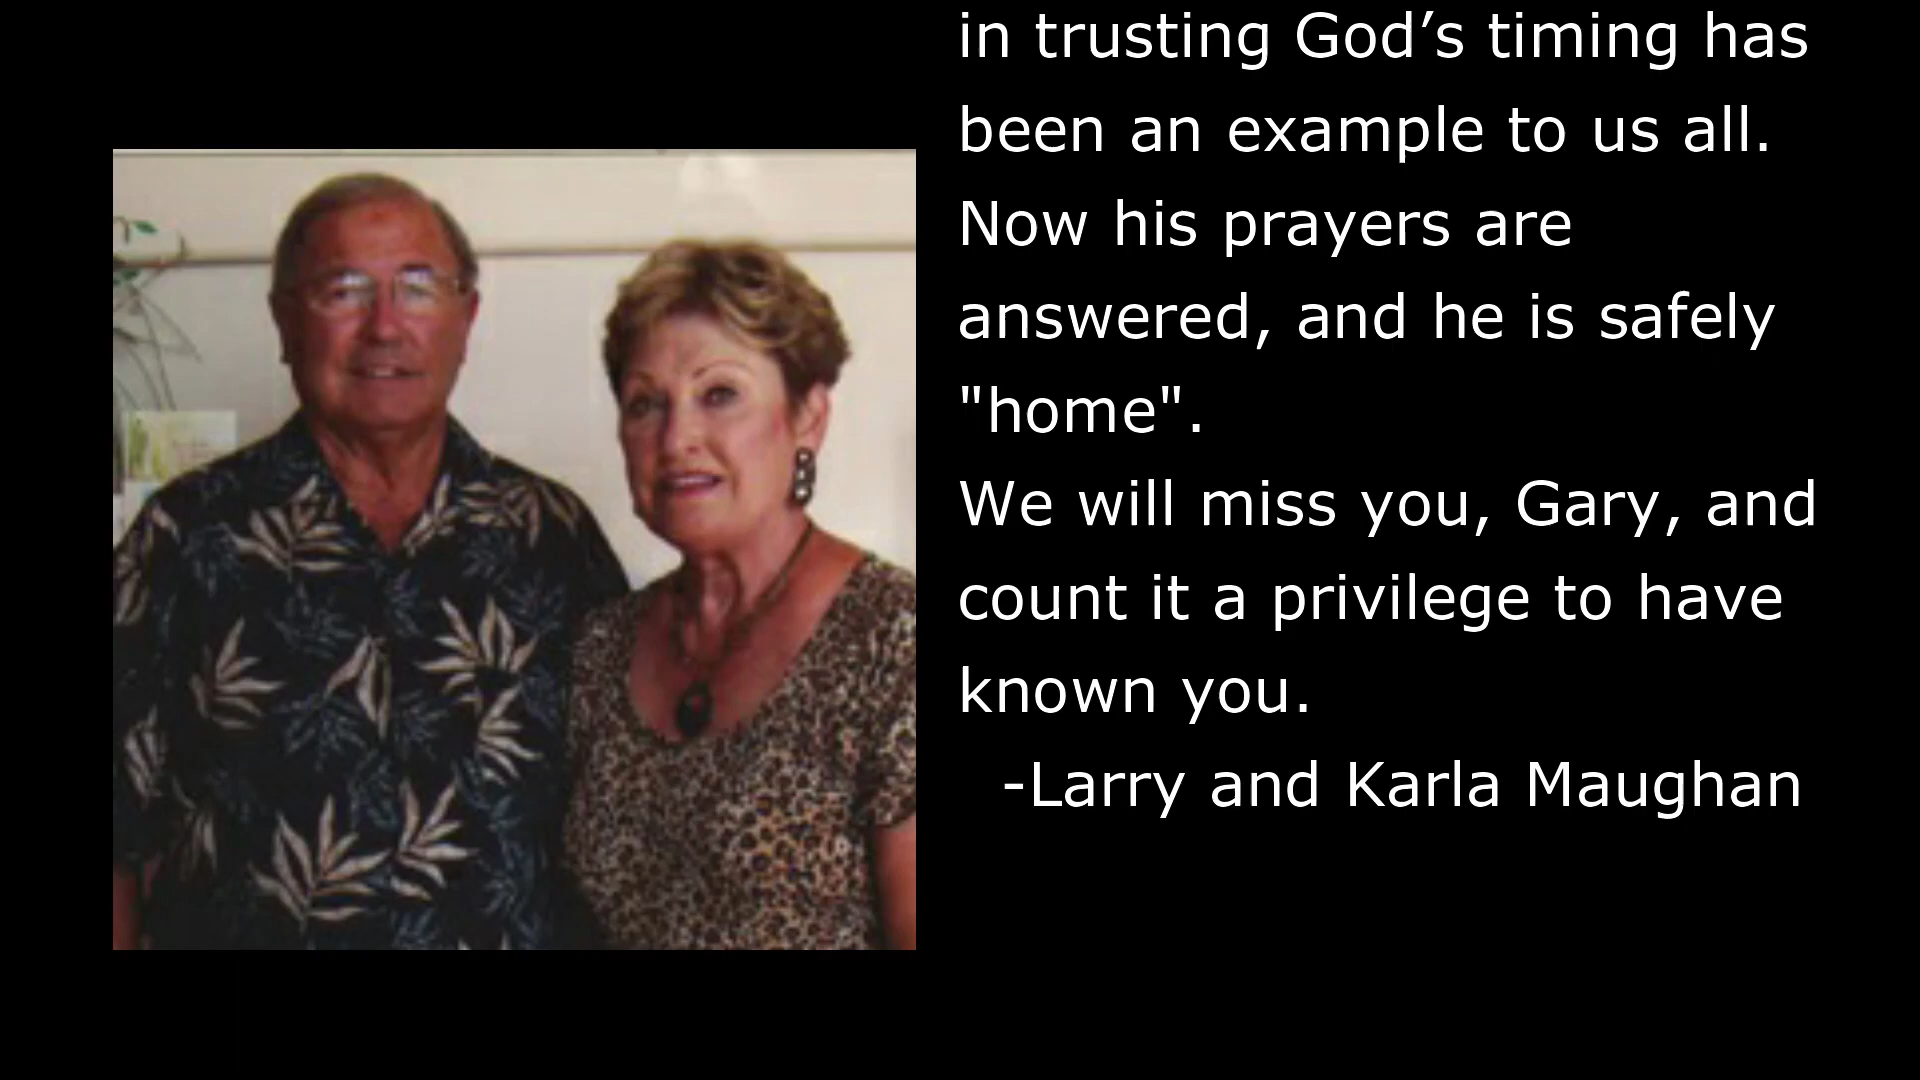 in trusting God’s timing has
been an example to us all.
Now his prayers are
answered, and he is safely
"home".
We will miss you, Gary, and
count it a privilege to have
known you.
-Larry and Karla Maughan